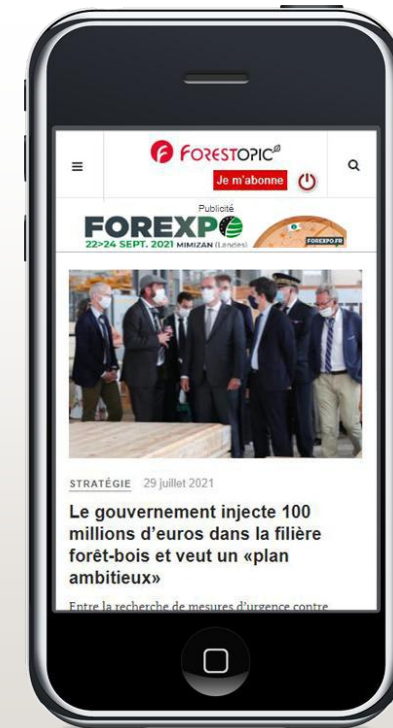 FORESTOPIC
Je m'abonne
Publicité
FOREXPO
22>24 SEPT. 2021 MIMIZAN (Landes)
FOREXPO.FR
STRATÉGIE 29 juillet 2021
Le gouvernement injecte 100
millions d'euros dans la filière
forêt-bois et veut un «plan
ambitieux»
Entre la recherche de mesures d'urgence contre